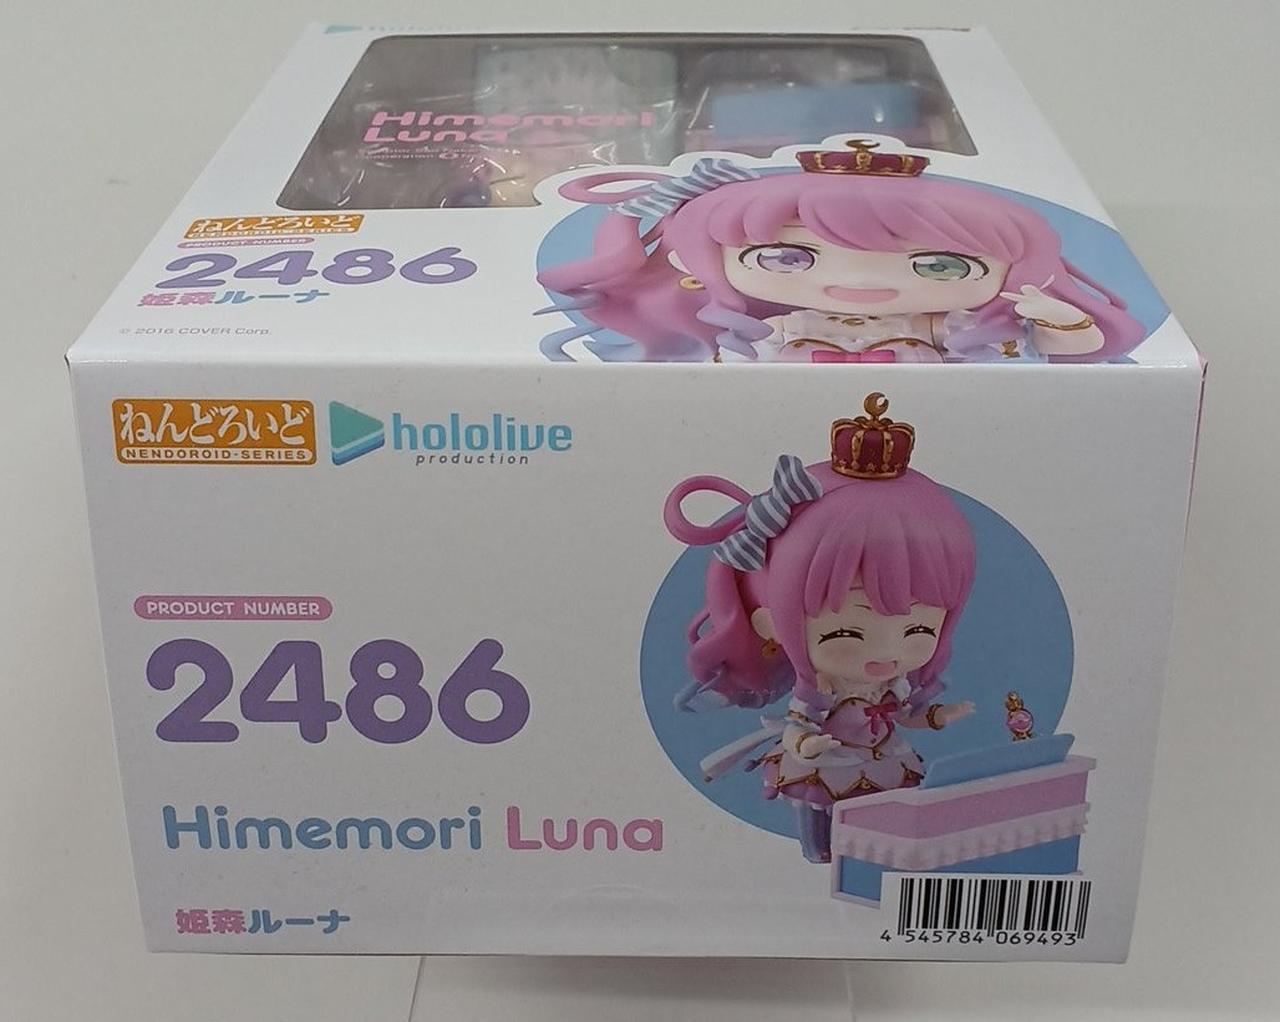 Himemori
Luna
ねんどろいど
NENDOROID-SERIES
PRODUCT NUMBER
2486
姫森ルーナ
© 2016 COVER Corp.
ねんどろいど
NENDOROID-SERIES
hololive
production
PRODUCT NUMBER
2486
Himemori Luna
姫森ルーナ
4 545784 069493